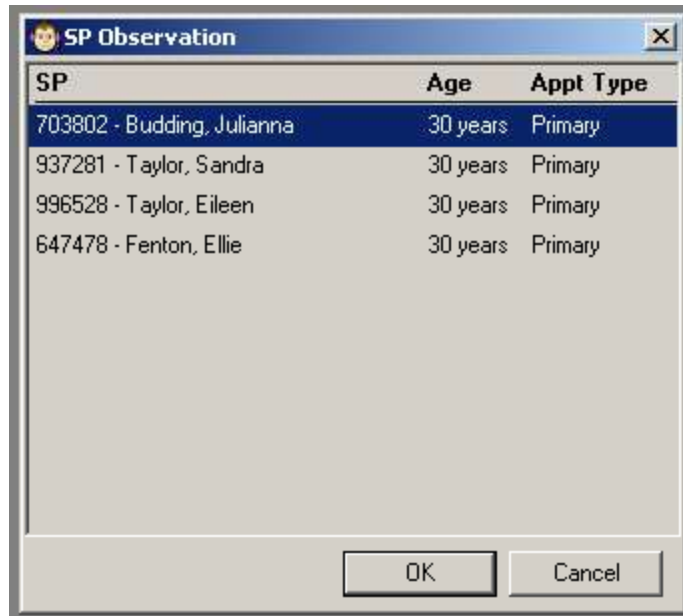 SP Observation
SP Age Appt Type
703802 - Budding, Julianna 30 years Primary
937281 - Taylor, Sandra 30 years Primary
996528 - Taylor, Eileen 30 years Primary
647478 - Fenton, Ellie 30 years Primary
OK Cancel